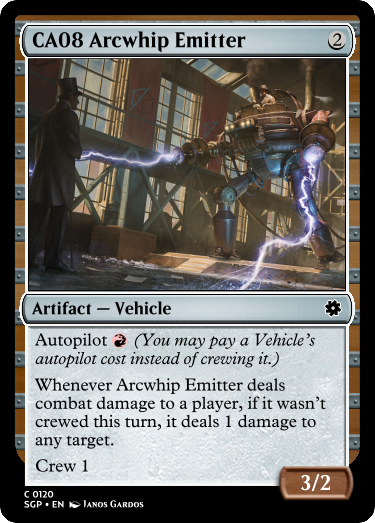 CA08 Arcwhip Emitter
2
Artifact — Vehicle
Autopilot (You may pay a Vehicle's
autopilot cost instead of crewing it.)
Whenever Arcwhip Emitter deals
combat damage to a player, if it wasn't
crewed this turn, it deals 1 damage to
any target.
Crew 1
3/2
C 0120
SGP • EN Janos Gardos